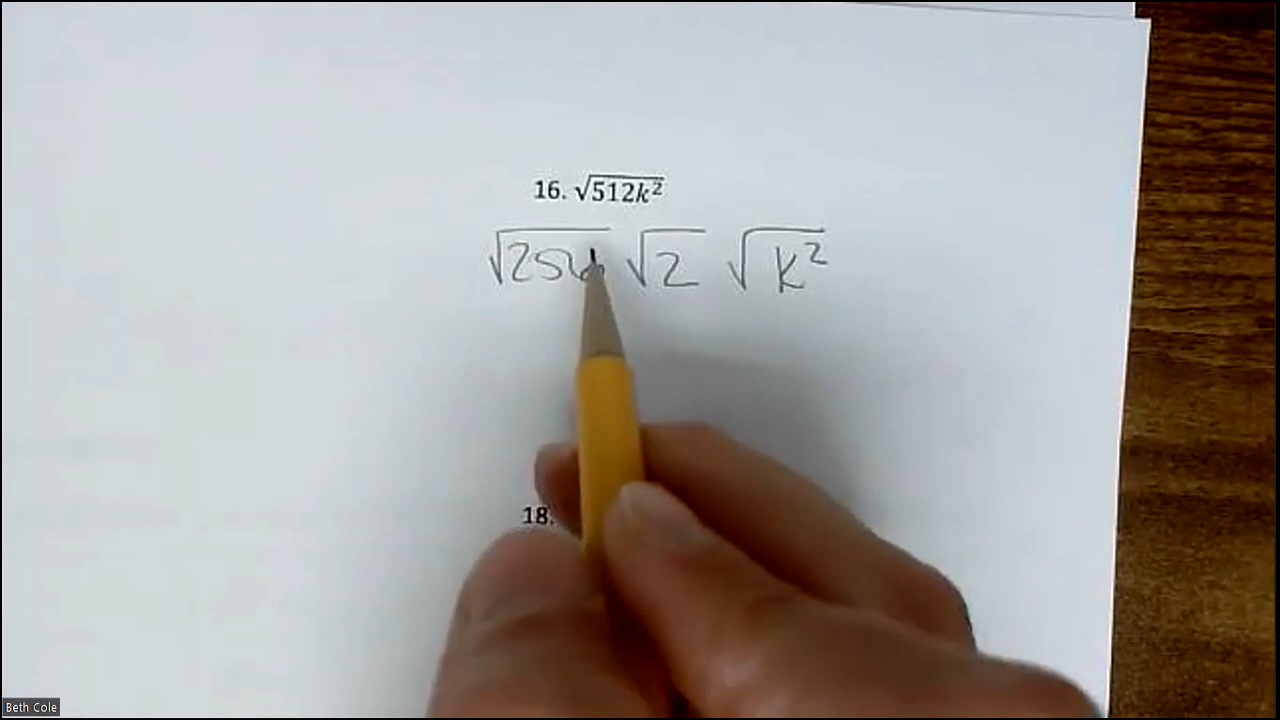 16. √512k²
√256 √2 √k²
18.
Beth Cole